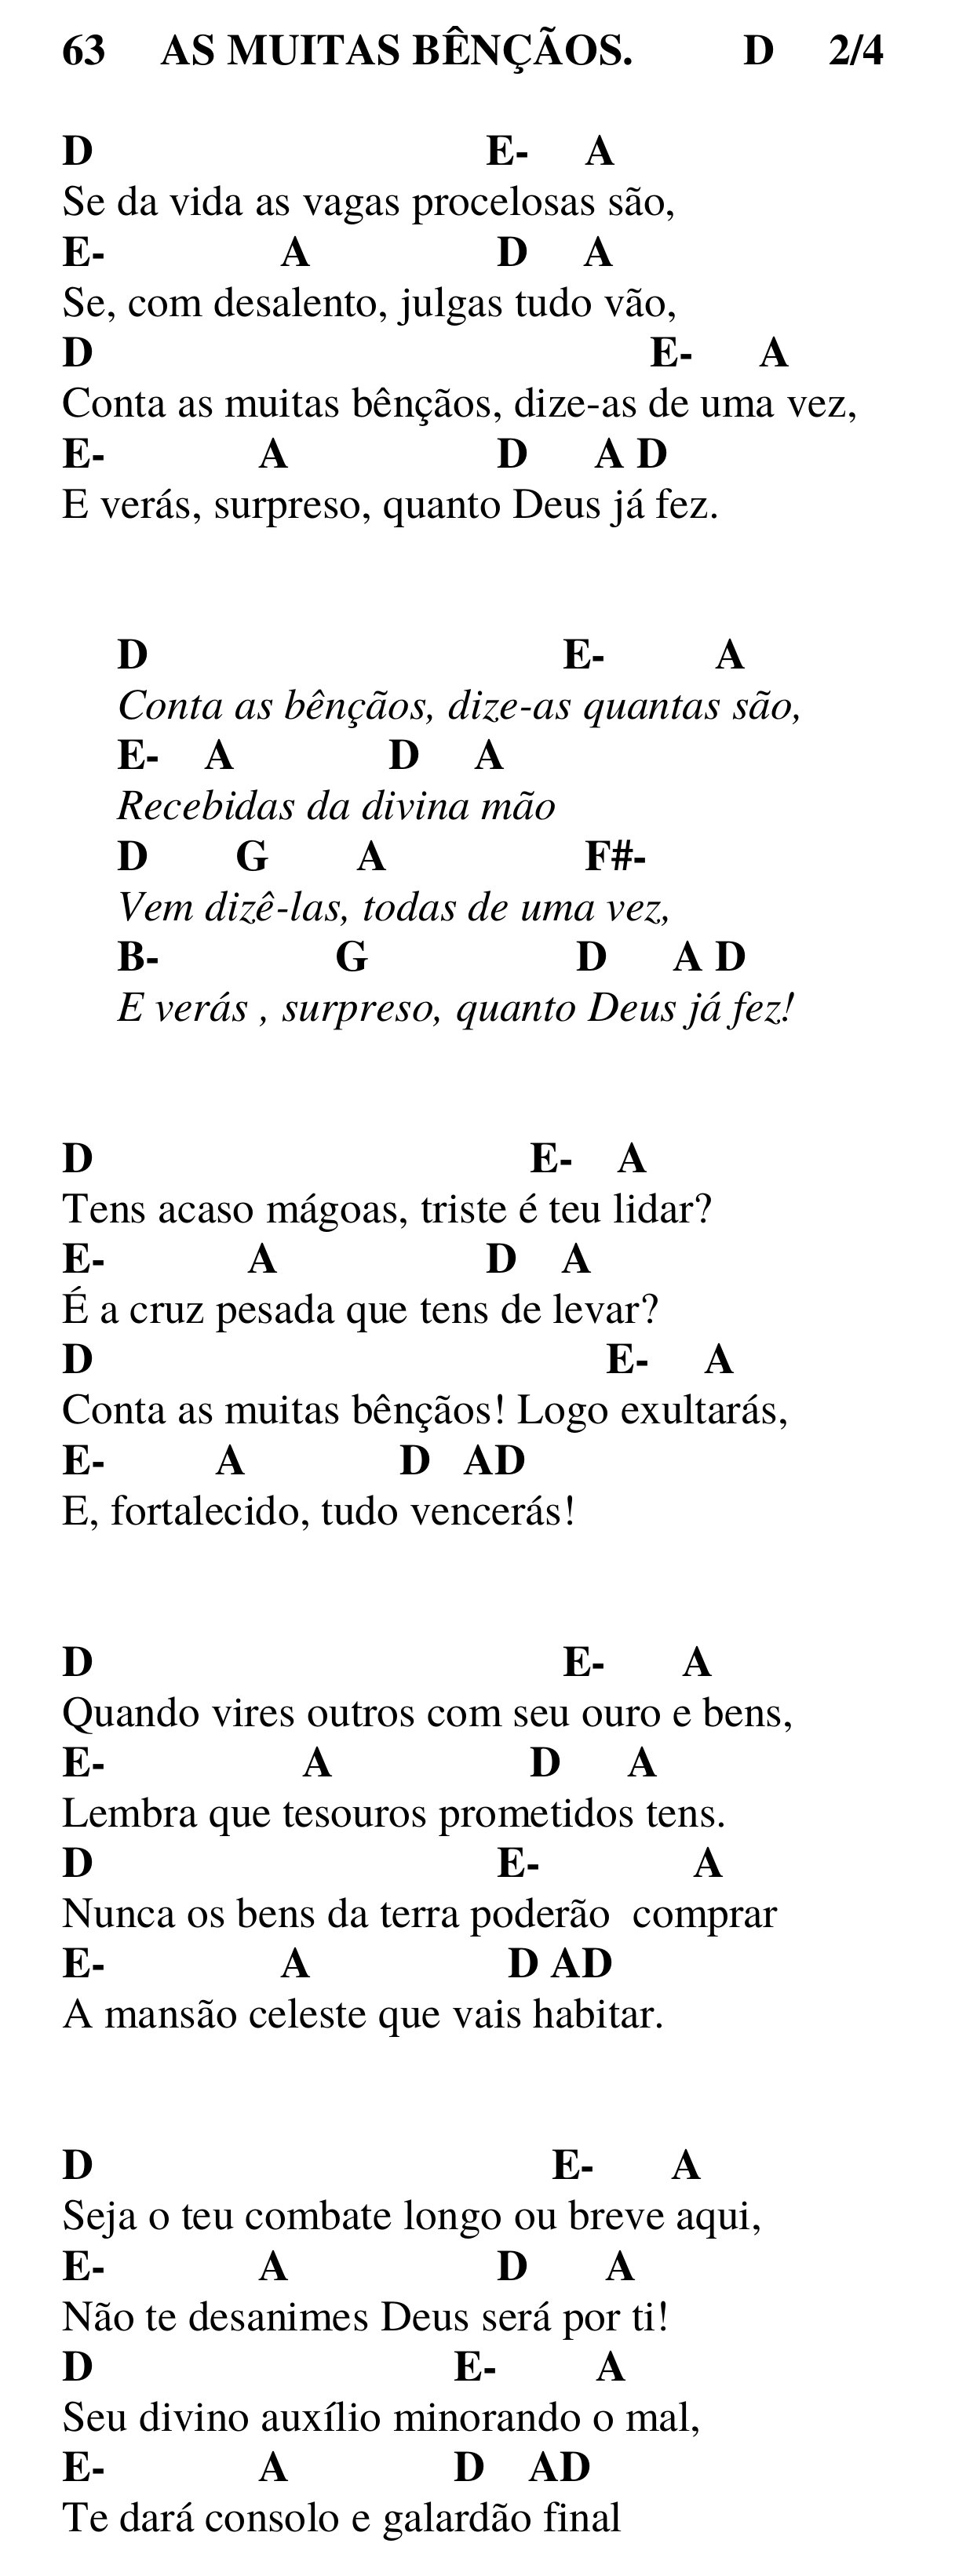 63 AS MUITAS BÊNÇÃOS. D 2/4
D E- A
Se da vida as vagas procelosas são,
E- A D A
Se, com desalento, julgas tudo vão,
D E- A
Conta as muitas bênçãos, dize-as de uma vez,
E- A D A D
E verás, surpreso, quanto Deus já fez.
D E- A
Conta as bênçãos, dize-as quantas são,
E- A D A
Recebidas da divina mão
D G A F#-
Vem dizê-las, todas de uma vez,
B- G D A D
E verás , surpreso, quanto Deus já fez!
D E- A
Tens acaso mágoas, triste é teu lidar?
E- A D A
É a cruz pesada que tens de levar?
D E- A
Conta as muitas bênçãos! Logo exultarás,
E- A D AD
E, fortalecido, tudo vencerás!
D E- A
Quando vires outros com seu ouro e bens,
E- A D A
Lembra que tesouros prometidos tens.
D E- A
Nunca os bens da terra poderão  comprar
E- A D AD
A mansão celeste que vais habitar.
D E- A
Seja o teu combate longo ou breve aqui,
E- A D A
Não te desanimes Deus será por ti!
D E- A
Seu divino auxílio minorando o mal,
E- A D AD
Te dará consolo e galardão final